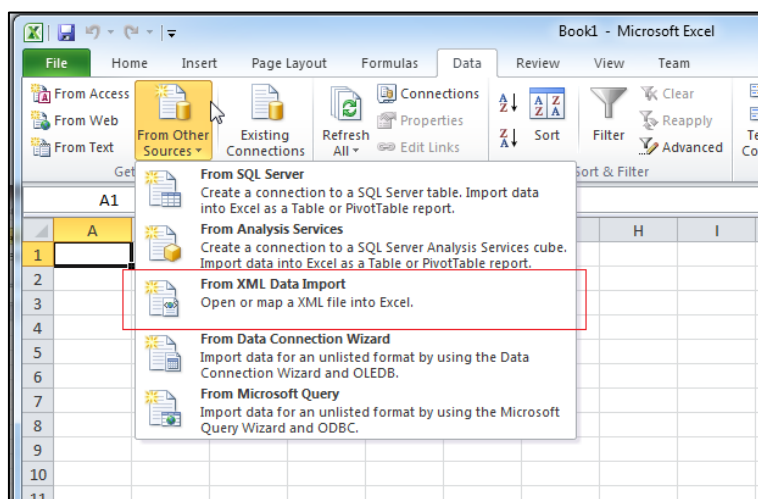 Book1 - Microsoft Excel
File Home Insert Page Layout Formulas Data Review View Team
From Access
From Web
From Text
From Other
Sources
Existing
Connections
Refresh
All
Connections
Properties
Edit Links
Sort
Filter
Clear
Reapply
Advanced
Sort & Filter
A1
A H I
1
2
3
4
5
6
7
8
9
10
11
From SQL Server
Create a connection to a SQL Server table. Import data
into Excel as a Table or PivotTable report.
From Analysis Services
Create a connection to a SQL Server Analysis Services cube.
Import data into Excel as a Table or PivotTable report.
From XML Data Import
Open or map a XML file into Excel.
From Data Connection Wizard
Import data for an unlisted format by using the Data
Connection Wizard and OLEDB.
From Microsoft Query
Import data for an unlisted format by using the Microsoft
Query Wizard and ODBC.